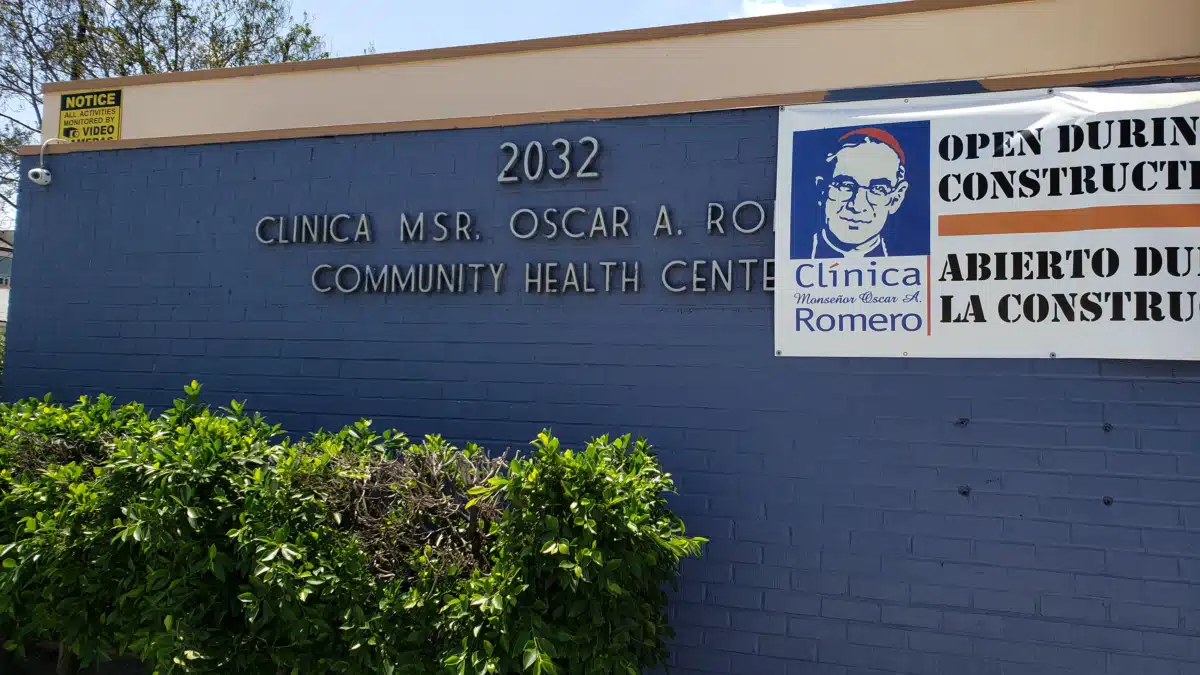 NOTICE
ALL ACTIVITIES
MONITORED BY
VIDEO
2032
CLINICA MSR. OSCAR A. RO
COMMUNITY HEALTH CENTE
OPEN DURIN
CONSTRUCTI
Clínica
Monseñor Oscar A.
Romero
ABIERTO DU
LA CONSTRU